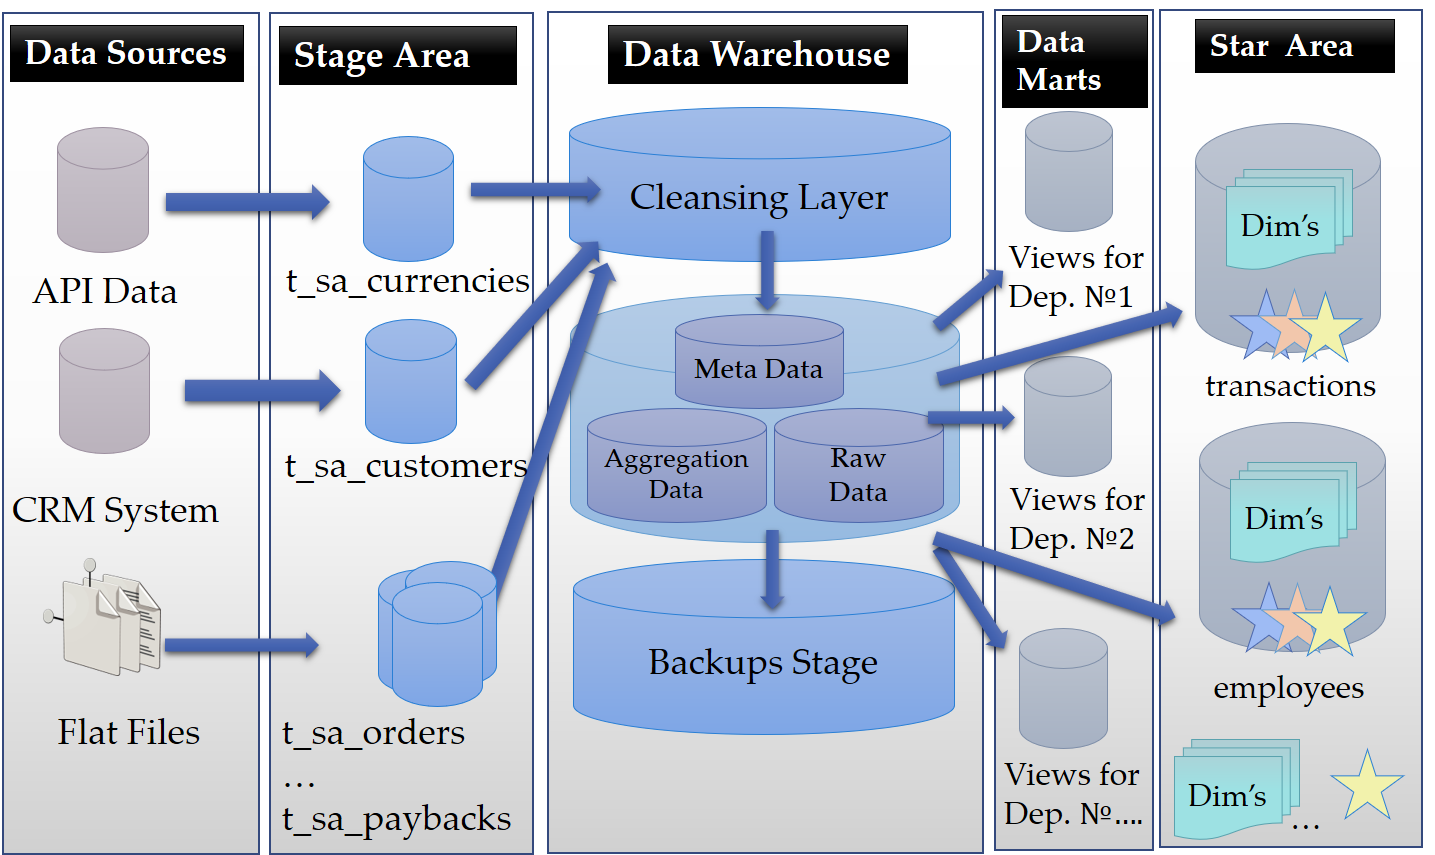 Data Sources
API Data
CRM System
Flat Files
Stage Area
t_sa_currencies
t_sa_customers
t_sa_orders
…
t_sa_paybacks
Data Warehouse
Cleansing Layer
Meta Data
Aggregation
Data
Raw
Data
Backups Stage
Data
Marts
Views for
Dep. №1
Views for
Dep. №2
Views for
Dep. №….
Star Area
Dim’s
transactions
Dim’s
employees
Dim’s
…